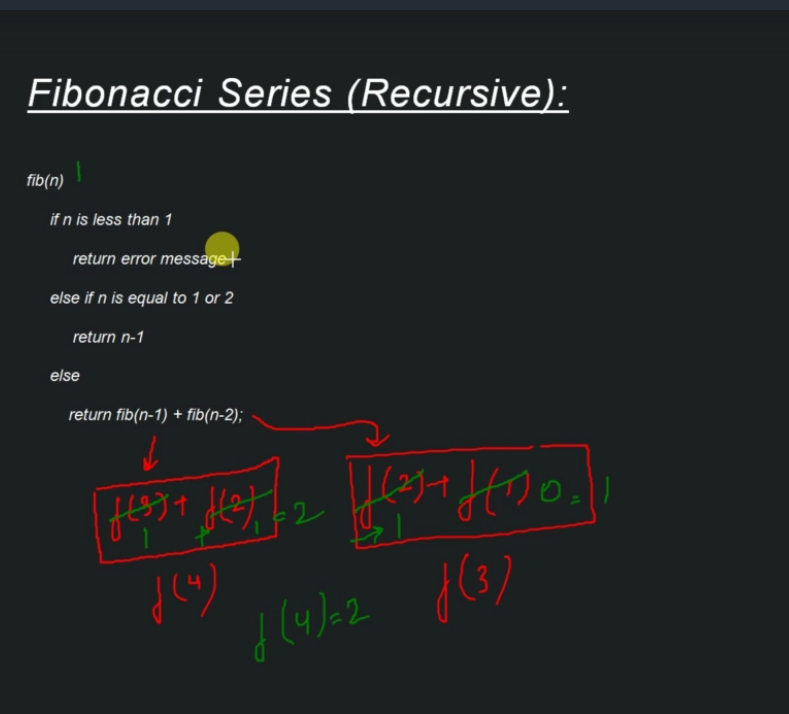 Fibonacci Series (Recursive):
fib(n) 1
if n is less than 1
return error message
else if n is equal to 1 or 2
return n-1
else
return fib(n-1) + fib(n-2);
f(3)+ f(2) = 2
1 + 1
f(2)+ f(1) 0 = 1
1
f(4)
f(3)
f(4)=2